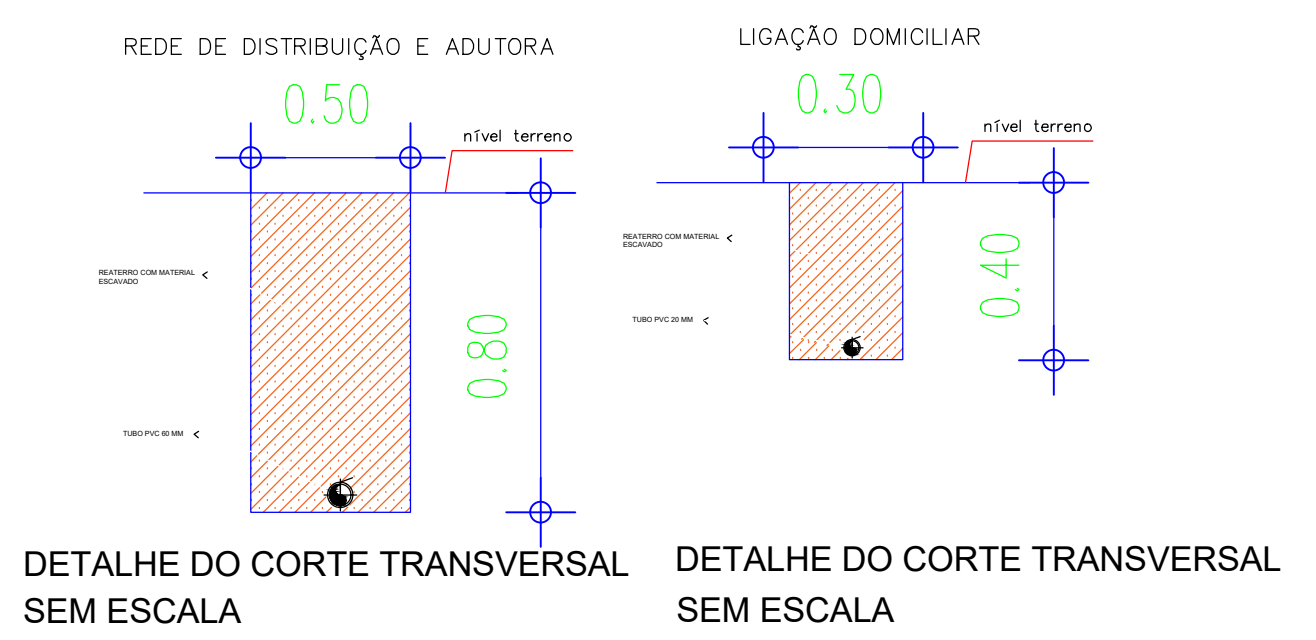 REDE DE DISTRIBUIÇÃO E ADUTORA
0.50
nível terreno
REATERRO COM MATERIAL
ESCAVADO
0.80
TUBO PVC 60 MM
DETALHE DO CORTE TRANSVERSAL
SEM ESCALA
LIGAÇÃO DOMICILIAR
0.30
nível terreno
REATERRO COM MATERIAL
ESCAVADO
0.40
TUBO PVC 20 MM
DETALHE DO CORTE TRANSVERSAL
SEM ESCALA